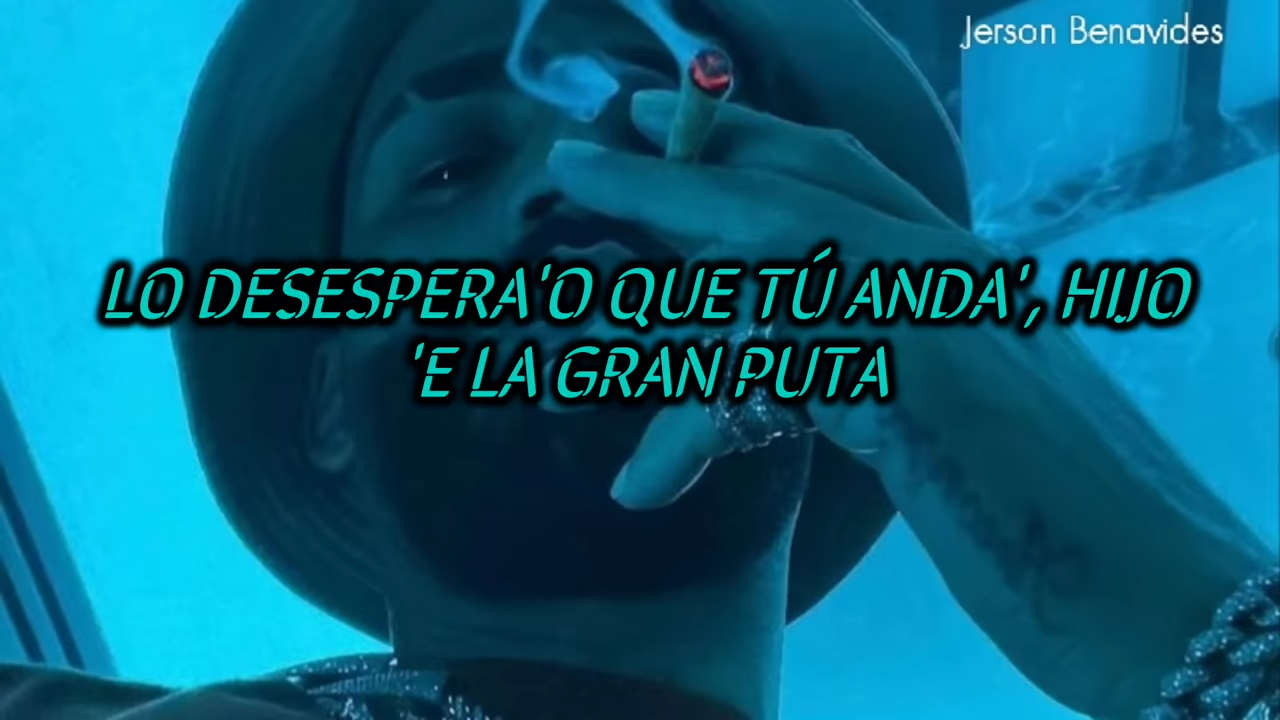 Jerson Benavides
LO DESESPERA'O QUE TÚ ANDA', HIJO
'E LA GRAN PUTA